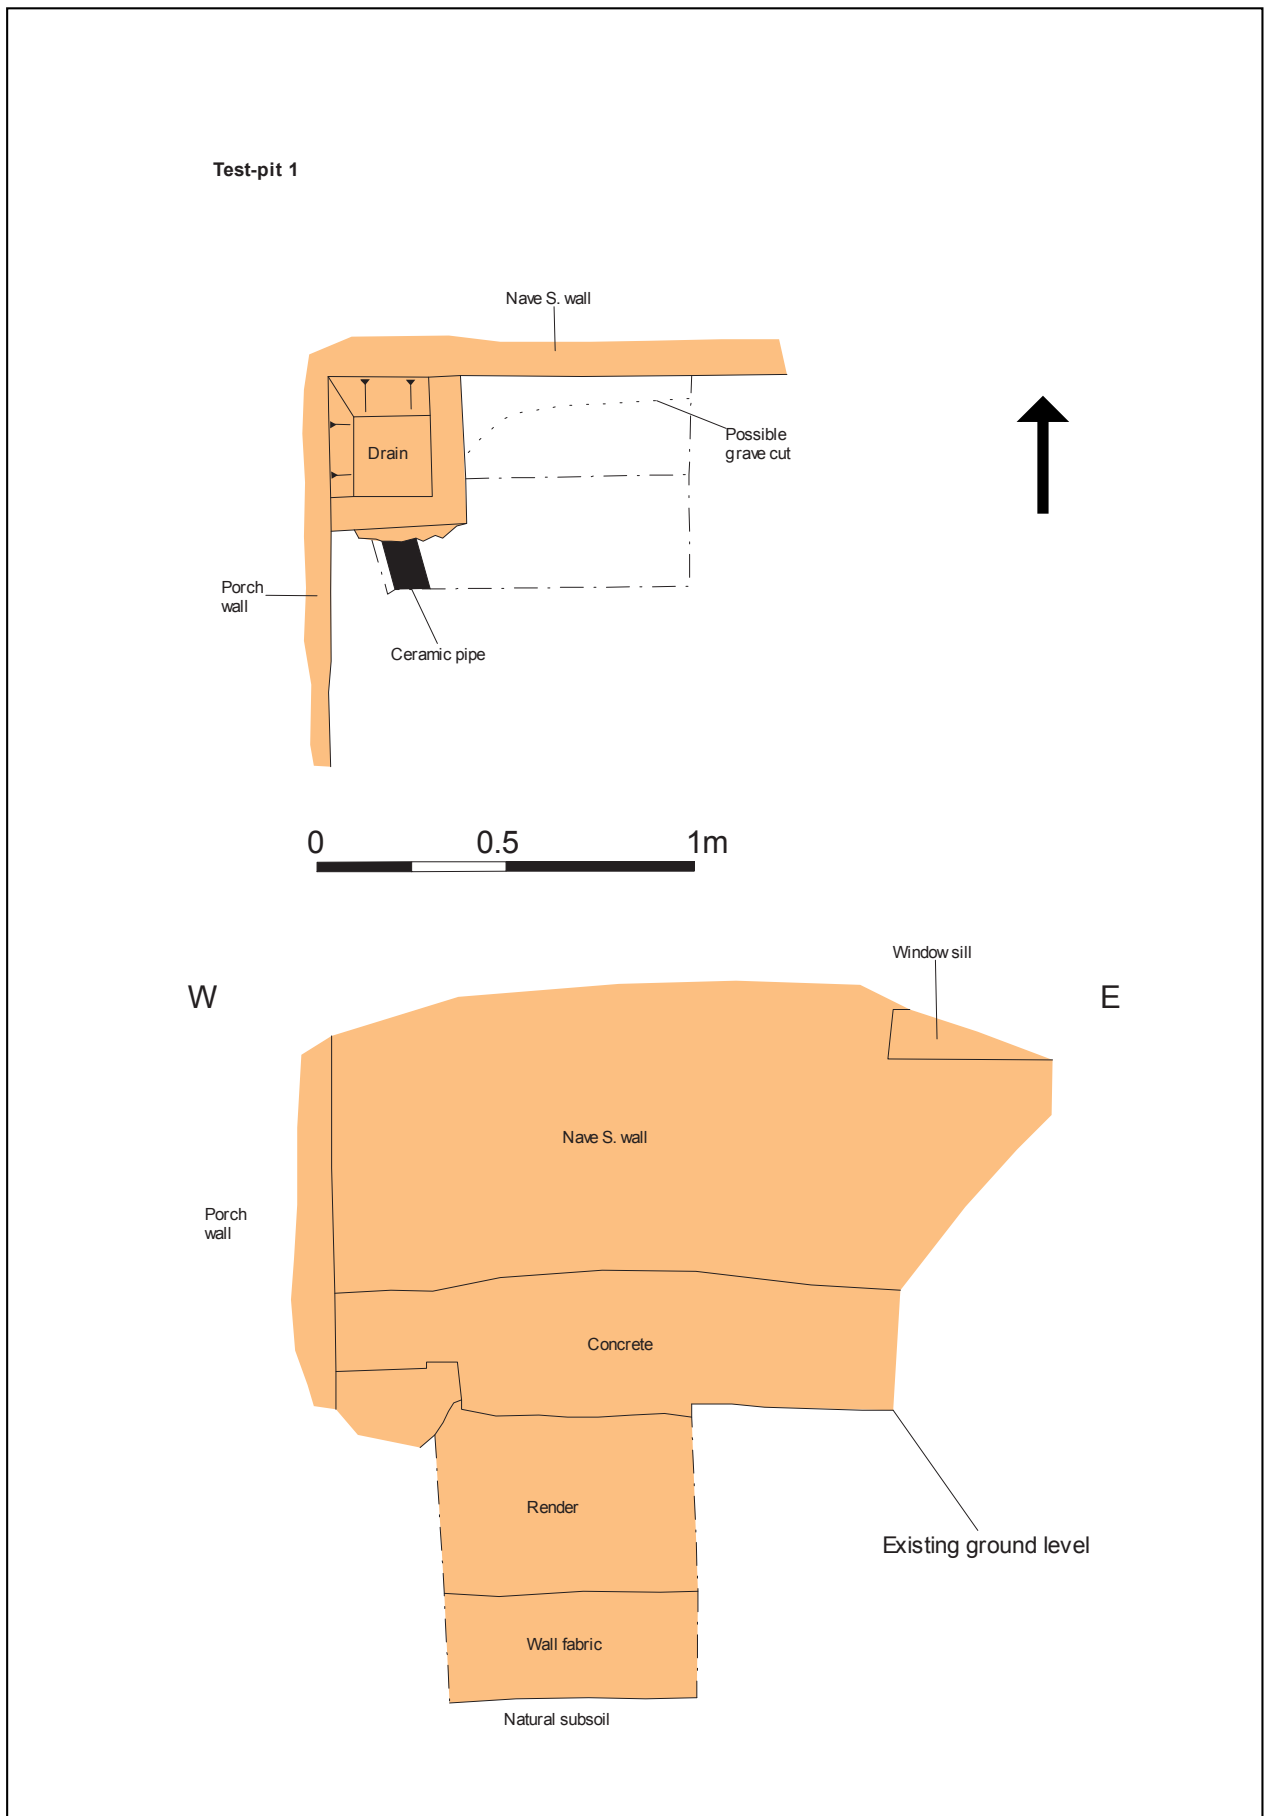 Test-pit 1
Nave S. wall
Possible
grave cut
Drain
Porch
wall
Ceramic pipe
0 0.5 1m
Window sill
W E
Nave S. wall
Porch
wall
Concrete
Render
Existing ground level
Wall fabric
Natural subsoil